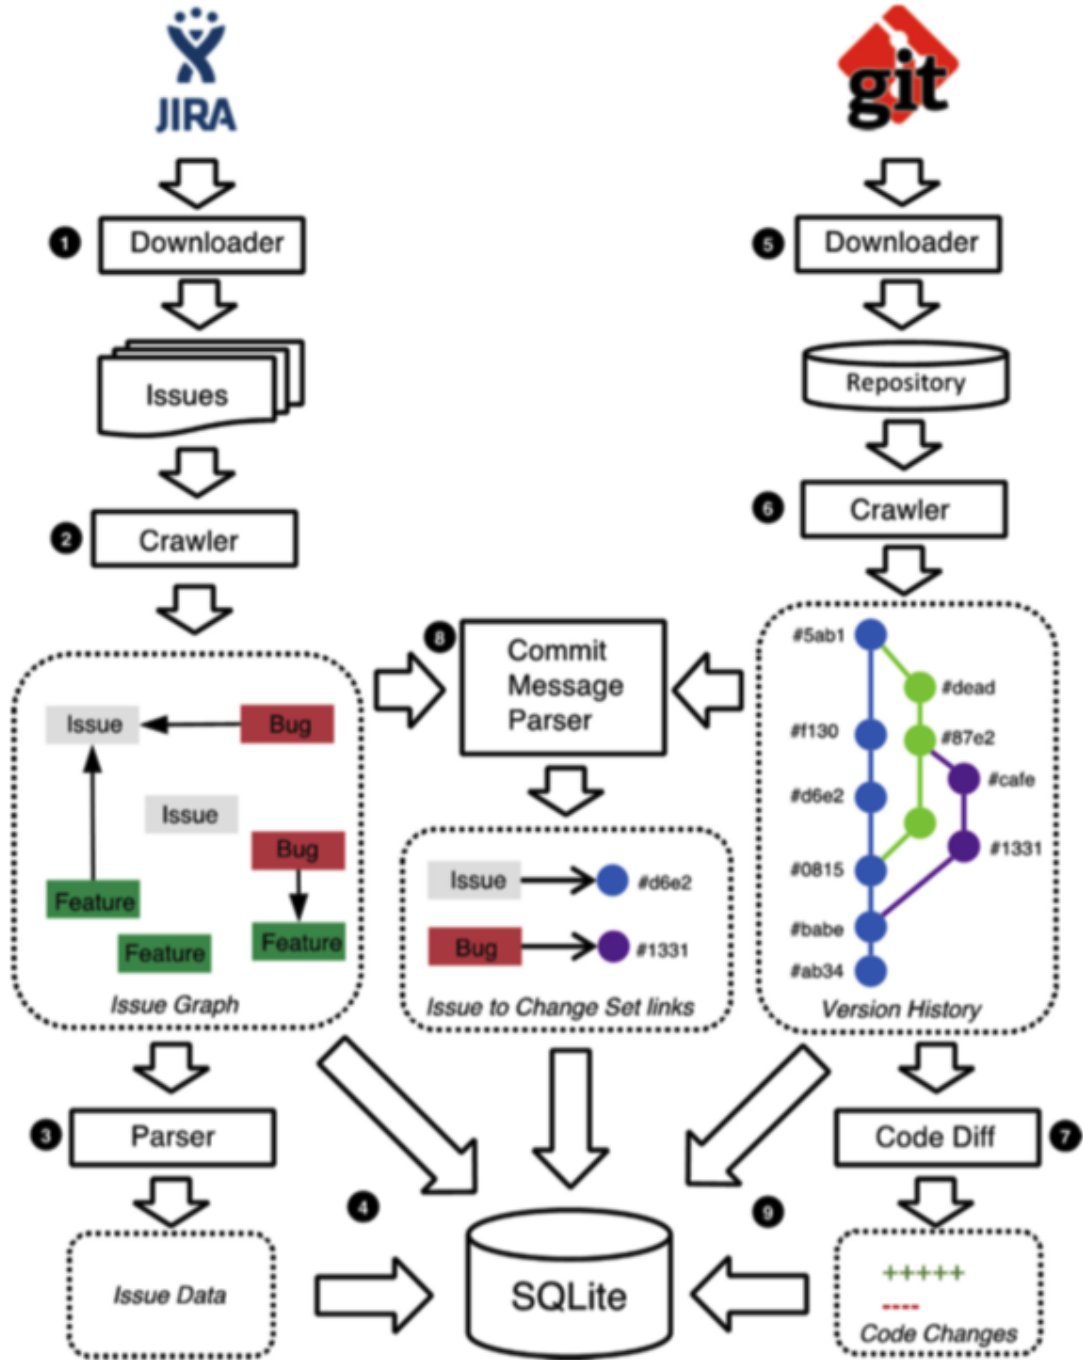 JIRA
git
1
Downloader
5
Downloader
Issues
Repository
2
Crawler
6
Crawler
8
Commit
Message
Parser
Issue
Bug
Issue
Bug
Feature
Feature
Feature
Issue Graph
Issue
#d6e2
Bug
#1331
Issue to Change Set links
#5ab1
#dead
#f130
#87e2
#cafe
#d6e2
#1331
#0815
#babe
#ab34
Version History
3
Parser
Code Diff
7
4
9
Issue Data
SQLite
+++++
----
Code Changes